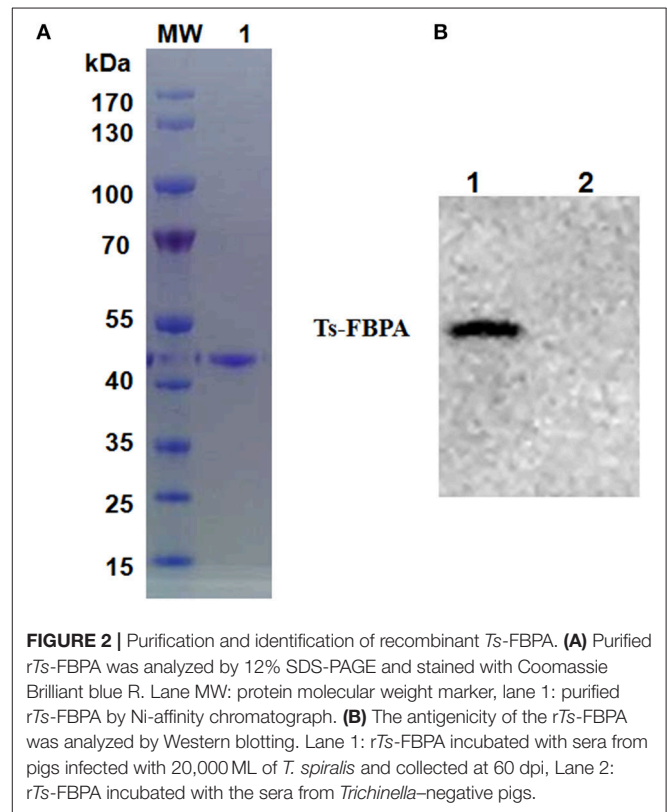 A
MW 1
kDa
170
130
100
70
55
40
35
25
15
B
1 2
Ts-FBPA
FIGURE 2 | Purification and identification of recombinant Ts-FBPA. (A) Purified
rTs-FBPA was analyzed by 12% SDS-PAGE and stained with Coomassie
Brilliant blue R. Lane MW: protein molecular weight marker, lane 1: purified
rTs-FBPA by Ni-affinity chromatograph. (B) The antigenicity of the rTs-FBPA
was analyzed by Western blotting. Lane 1: rTs-FBPA incubated with sera from
pigs infected with 20,000 ML of T. spiralis and collected at 60 dpi, Lane 2:
rTs-FBPA incubated with the sera from Trichinella–negative pigs.